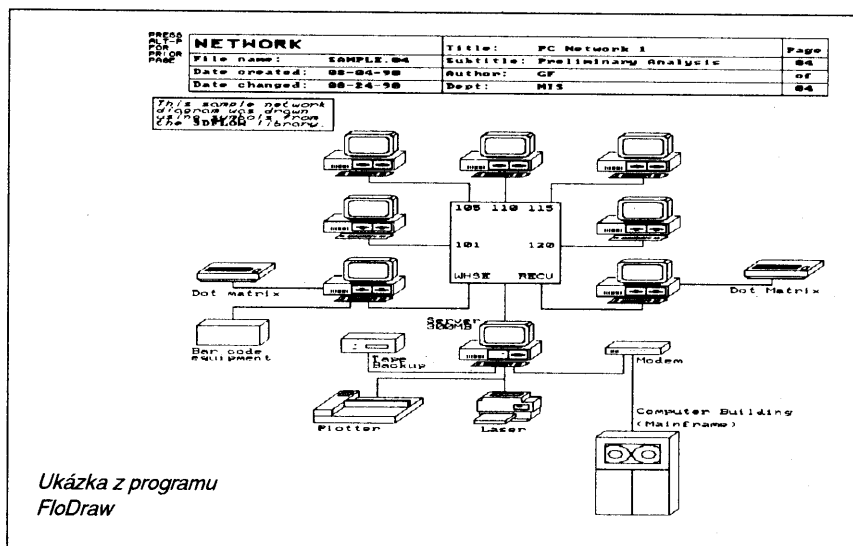 PRESS
ALT-P
FOR
PRIOR
PAGE
NETWORK
Title: PC Network 1
Page
File name: SAMPLE.04
Subtitle: Preliminary Analysis
04
Date created: 08-04-90
Author: GF
of
Date changed: 08-24-90
Dept: MIS
04
This sample network
diagram was drawn
using symbols from
the 3DFLOW library.
105 110 115
101 120
WHSE RECU
Dot matrix
Dot Matrix
Server
300MB
Bar code
equipment
Tape
Backup
Modem
Plotter
Laser
Computer Building
(Mainframe)
Ukázka z programu
FloDraw